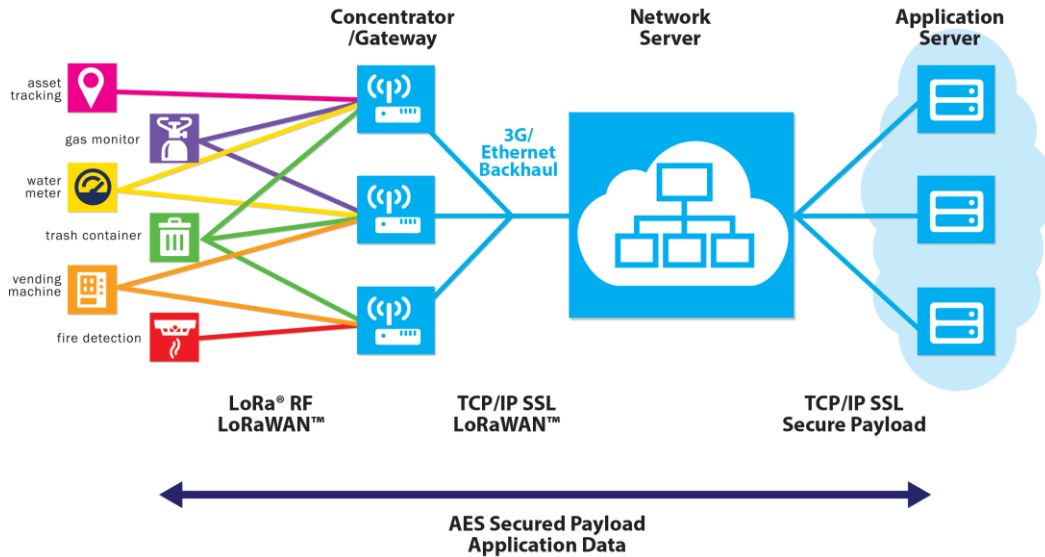 Concentrator
/Gateway
Network
Server
Application
Server
asset
tracking
gas monitor
water
meter
trash container
vending
machine
fire detection
3G/
Ethernet
Backhaul
LoRa® RF
LoRaWAN™
TCP/IP SSL
LoRaWAN™
TCP/IP SSL
Secure Payload
AES Secured Payload
Application Data